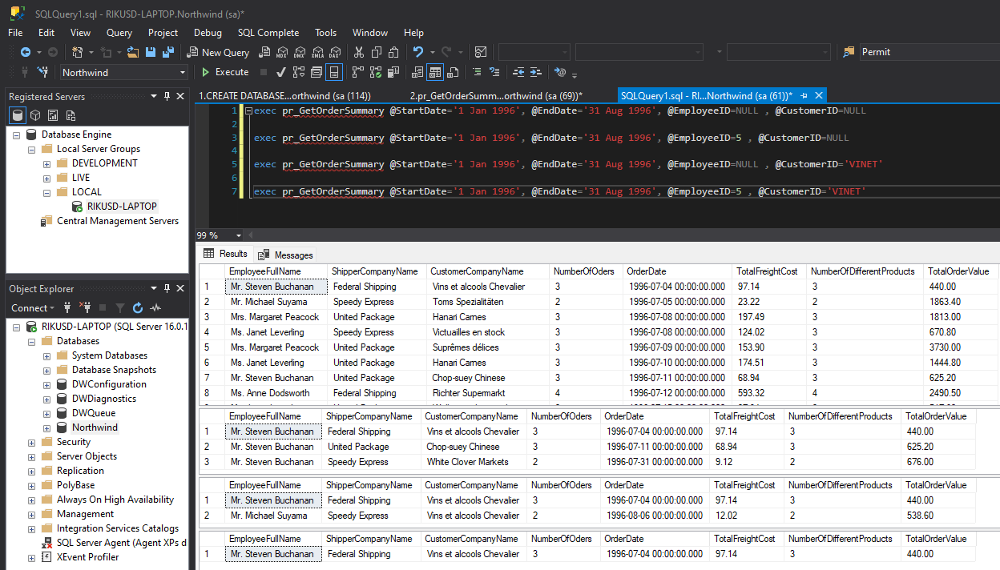 SQLQuery1.sql - RIKUSD-LAPTOP.Northwind (sa)*
File Edit View Query Project Debug SQL Complete Tools Window Help
New Query MDX DMX XMLA DAX Permit
Northwind Execute
Registered Servers
Database Engine
Local Server Groups
DEVELOPMENT
LIVE
LOCAL
RIKUSD-LAPTOP
Central Management Servers
Object Explorer
Connect
RIKUSD-LAPTOP (SQL Server 16.0.1
Databases
System Databases
Database Snapshots
DWConfiguration
DWDiagnostics
DWQueue
Northwind
Security
Server Objects
Replication
PolyBase
Always On High Availability
Management
Integration Services Catalogs
SQL Server Agent (Agent XPs d
XEvent Profiler
1.CREATE DATABASE...orthwind (sa (114)) 2.pr_GetOrderSumm...orthwind (sa (69))* SQLQuery1.sql - RI...Northwind (sa (61))*
1 exec pr_GetOrderSummary @StartDate='1 Jan 1996', @EndDate='31 Aug 1996', @EmployeeID=NULL , @CustomerID=NULL
2
3 exec pr_GetOrderSummary @StartDate='1 Jan 1996', @EndDate='31 Aug 1996', @EmployeeID=5 , @CustomerID=NULL
4
5 exec pr_GetOrderSummary @StartDate='1 Jan 1996', @EndDate='31 Aug 1996', @EmployeeID=NULL , @CustomerID='VINET'
6
7 exec pr_GetOrderSummary @StartDate='1 Jan 1996', @EndDate='31 Aug 1996', @EmployeeID=5 , @CustomerID='VINET'
99 %
Results Messages
EmployeeFullName ShipperCompanyName CustomerCompanyName NumberOfOders OrderDate TotalFreightCost NumberOfDifferentProducts TotalOrderValue
1 Mr. Steven Buchanan Federal Shipping Vins et alcools Chevalier 3 1996-07-04 00:00:00.000 97.14 3 440.00
2 Mr. Michael Suyama Speedy Express Toms Spezialitäten 2 1996-07-05 00:00:00.000 23.22 2 1863.40
3 Mrs. Margaret Peacock United Package Hanari Carnes 3 1996-07-08 00:00:00.000 197.49 3 1813.00
4 Ms. Janet Leverling Speedy Express Victuailles en stock 3 1996-07-08 00:00:00.000 124.02 3 670.80
5 Mrs. Margaret Peacock United Package Suprêmes délices 3 1996-07-09 00:00:00.000 153.90 3 3730.00
6 Ms. Janet Leverling United Package Hanari Carnes 3 1996-07-10 00:00:00.000 174.51 3 1444.80
7 Mr. Steven Buchanan United Package Chop-suey Chinese 3 1996-07-11 00:00:00.000 68.94 3 625.20
8 Ms. Anne Dodsworth Federal Shipping Richter Supermarkt 4 1996-07-12 00:00:00.000 593.32 4 2490.50
EmployeeFullName ShipperCompanyName CustomerCompanyName NumberOfOders OrderDate TotalFreightCost NumberOfDifferentProducts TotalOrderValue
1 Mr. Steven Buchanan Federal Shipping Vins et alcools Chevalier 3 1996-07-04 00:00:00.000 97.14 3 440.00
2 Mr. Steven Buchanan United Package Chop-suey Chinese 3 1996-07-11 00:00:00.000 68.94 3 625.20
3 Mr. Steven Buchanan Speedy Express White Clover Markets 2 1996-07-31 00:00:00.000 9.12 2 676.00
EmployeeFullName ShipperCompanyName CustomerCompanyName NumberOfOders OrderDate TotalFreightCost NumberOfDifferentProducts TotalOrderValue
1 Mr. Steven Buchanan Federal Shipping Vins et alcools Chevalier 3 1996-07-04 00:00:00.000 97.14 3 440.00
2 Mr. Michael Suyama Speedy Express Vins et alcools Chevalier 2 1996-08-06 00:00:00.000 12.02 2 538.60
EmployeeFullName ShipperCompanyName CustomerCompanyName NumberOfOders OrderDate TotalFreightCost NumberOfDifferentProducts TotalOrderValue
1 Mr. Steven Buchanan Federal Shipping Vins et alcools Chevalier 3 1996-07-04 00:00:00.000 97.14 3 440.00